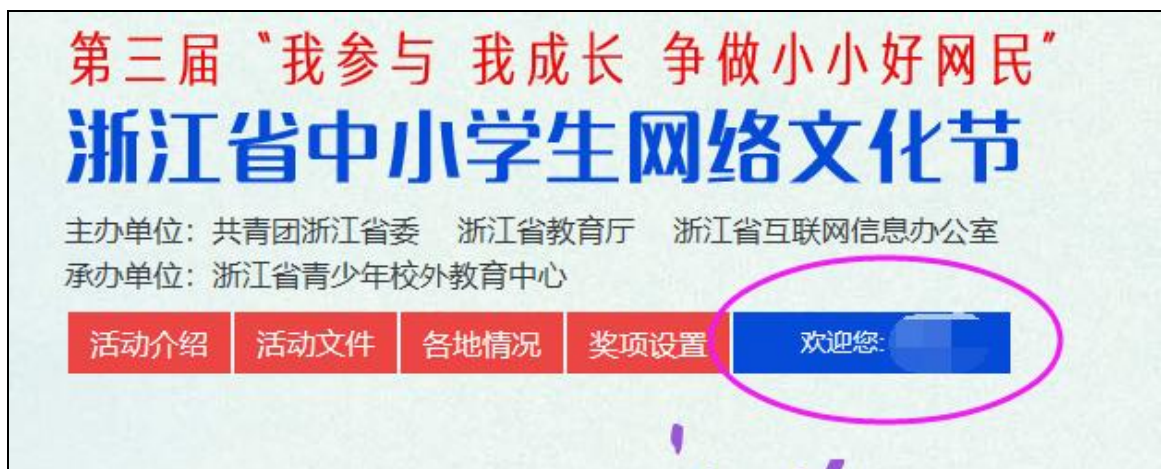 第三届“我参与 我成长 争做小小好网民”
浙江省中小学生网络文化节
主办单位：共青团浙江省委 浙江省教育厅 浙江省互联网信息办公室
承办单位：浙江省青少年校外教育中心
活动介绍 活动文件 各地情况 奖项设置 欢迎您: